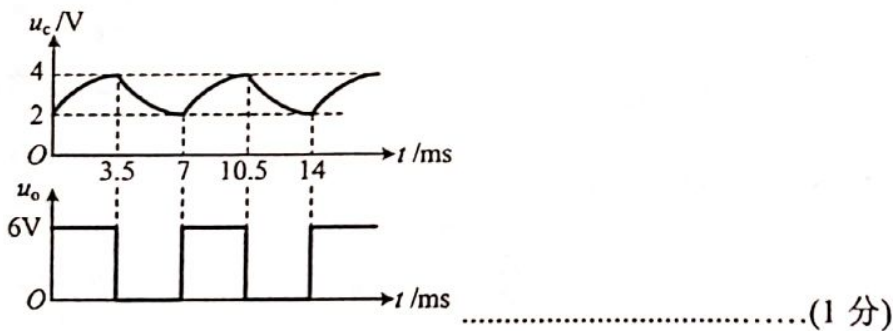 u_c/V
4
2
O
3.5 7 10.5 14 t/ms
u_o
6V
O t/ms ……………………………(1 分)